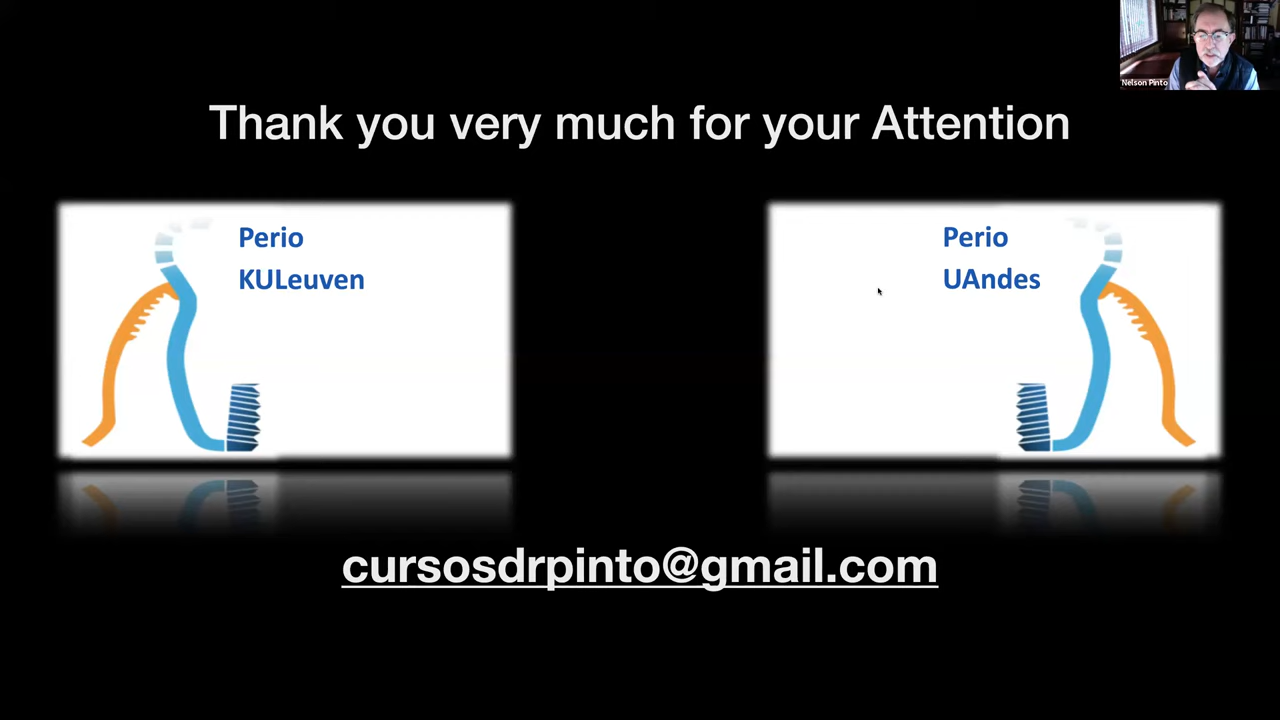 Nelson Pinto
Thank you very much for your Attention
Perio
KULeuven
Perio
UAndes
cursosdrpinto@gmail.com